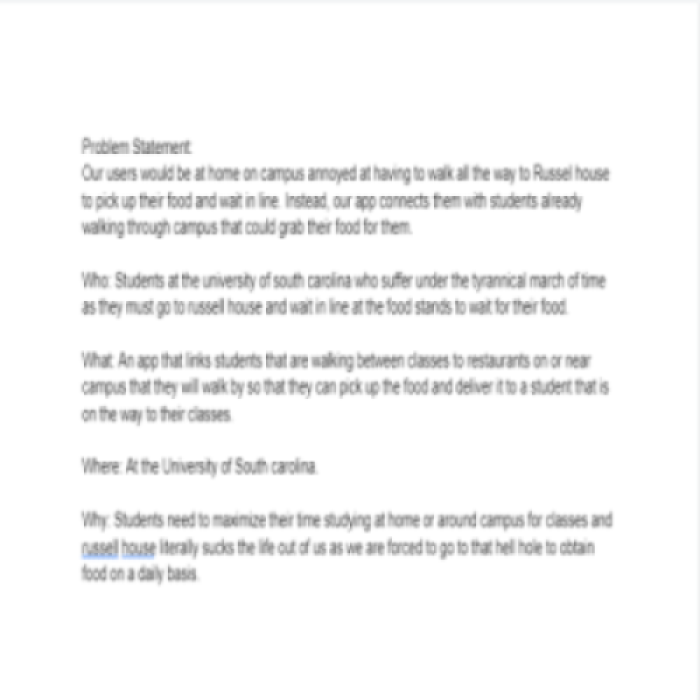 Problem Statement
Our users would be at home on campus annoyed at having to walk all the way to Russel house
to pick up their food and wait in line. Instead, our app connects them with students already
walking through campus that could grab their food for them.
Who: Students at the university of south carolina who suffer under the tyrannical march of time
as they must go to russell house and wait in line at the food stands to wait for their food.
What: An app that links students that are walking between classes to restaurants on or near
campus that they will walk by so that they can pick up the food and deliver it to a student that is
on the way to their classes.
Where: At the University of South carolina.
Why: Students need to maximize their time studying at home or around campus for classes and
russell house literally sucks the life out of us as we are forced to go to that hell hole to obtain
food on a daily basis.